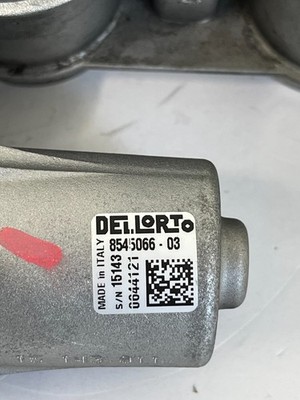 DELLORTO
MADE in ITALY
8545066 - 03
S/N 15143
0644121